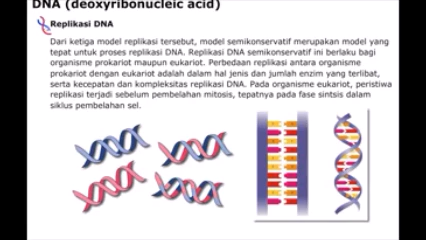 DNA (deoxyribonucleic acid)
Replikasi DNA
Dari ketiga model replikasi tersebut, model semikonservatif merupakan model yang
tepat untuk proses replikasi DNA. Replikasi DNA semikonservatif ini berlaku bagi
organisme prokariot maupun eukariot. Perbedaan replikasi antara organisme
prokariot dengan eukariot adalah dalam hal jenis dan jumlah enzim yang terlibat,
serta kecepatan dan kompleksitas replikasi DNA. Pada organisme eukariot, peristiwa
replikasi terjadi sebelum pembelahan mitosis, tepatnya pada fase sintsis dalam
siklus pembelahan sel.